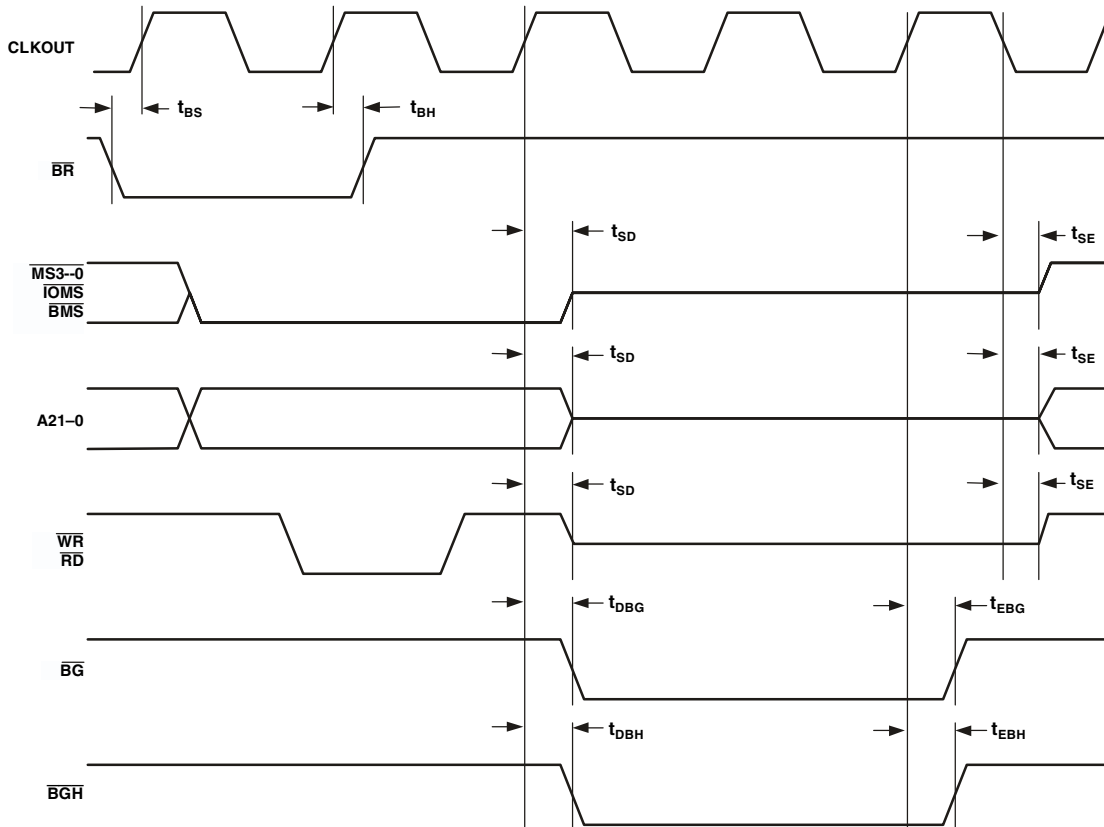 CLKOUT
tBS
tBH
BR
tSD
tSE
MS3--0
IOMS
BMS
tSD
tSE
A21–0
tSD
tSE
WR
RD
tDBG
tEBG
BG
tDBH
tEBH
BGH